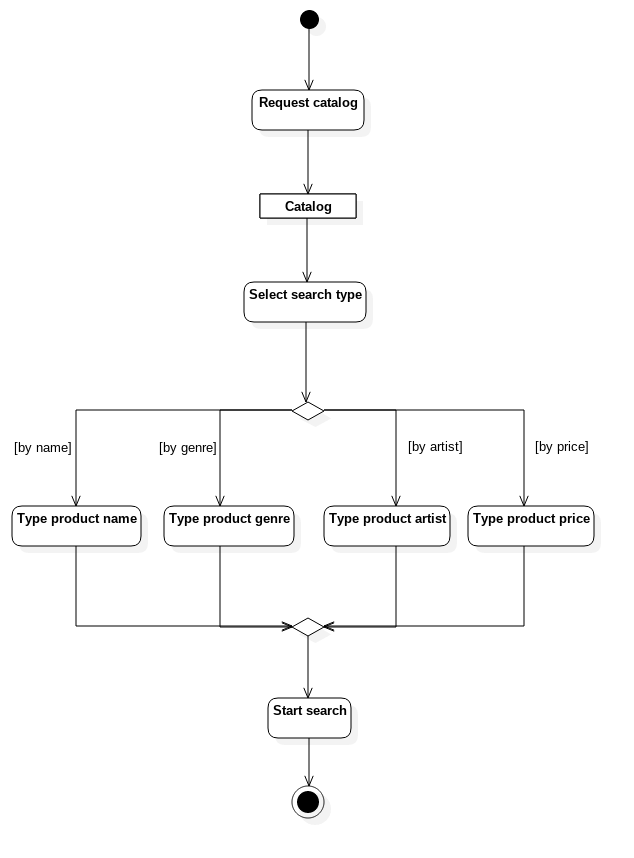 Request catalog
Catalog
Select search type
[by name]
[by genre]
[by artist]
[by price]
Type product name
Type product genre
Type product artist
Type product price
Start search